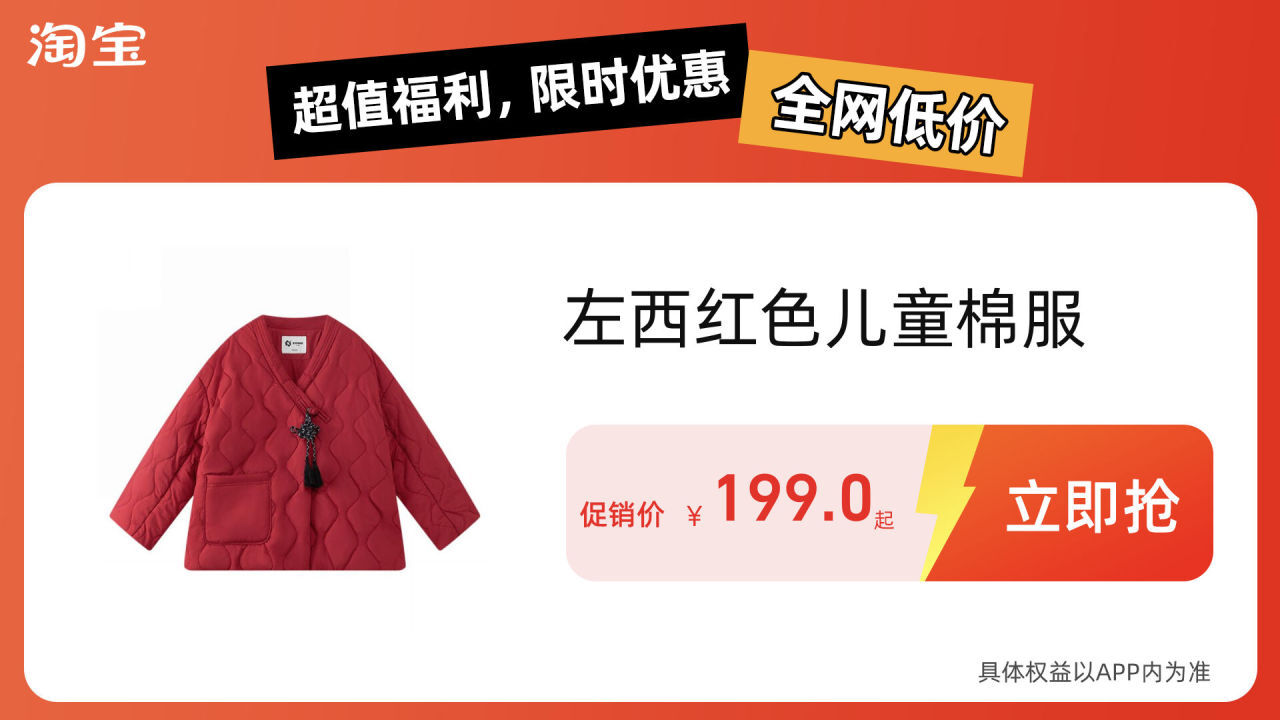 淘宝
超值福利，限时优惠
全网低价
左西红色儿童棉服
促销价 ¥ 199.0起
立即抢
具体权益以APP内为准